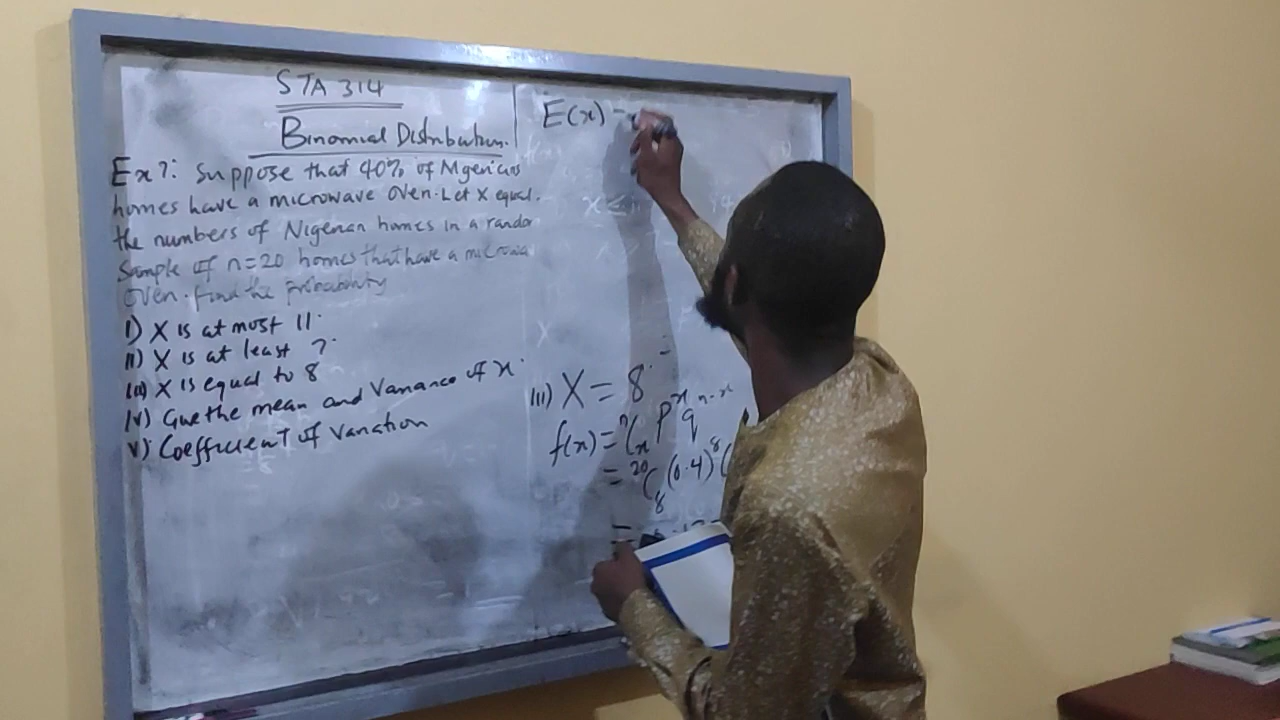 STA 314
Binomial Distribution.
Ex?: Suppose that 40% of Nigerians
homes have a microwave oven. Let X equal.
the numbers of Nigerian homes in a random
Sample of n=20 homes that have a microwa
oven. find the probability
i) X is at most 11.
ii) X is at least 7.
iii) X is equal to 8
iv) Give the mean and Variance of x.
v) Coefficient of Variation
E(x) =
x ≤
iii) X = 8
f(x) = ⁿCₓ pˣ qⁿ⁻ˣ
= ²⁰C₈ (0.4)⁸ (
=